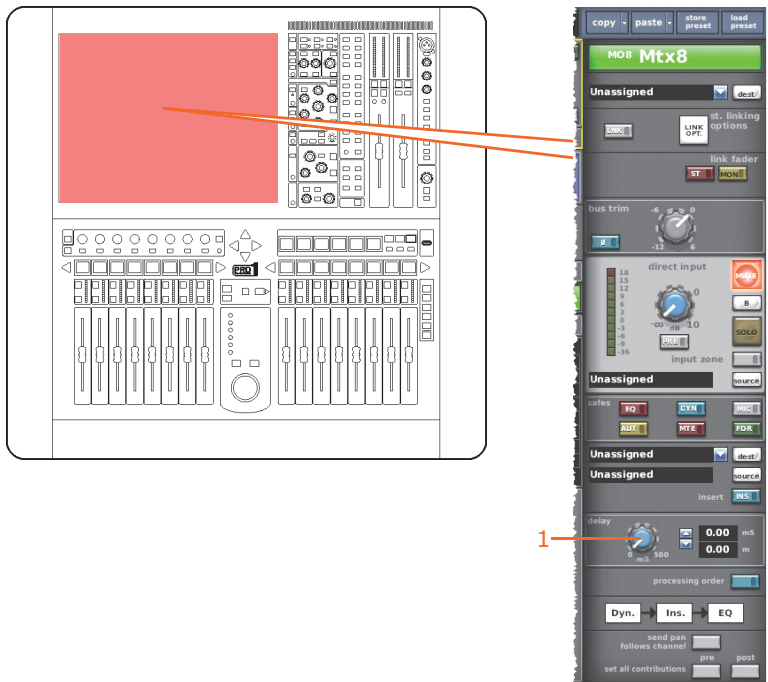 copy
paste
store
preset
load
preset
MO8 Mtx8
Unassigned
dest
LNK
LINK
OPT.
st. linking
options
link fader
ST
MON
bus trim
-6
0
-12
6
Ø
direct input
18
15
12
9
6
3
0
-3
-6
-9
-36
0
-∞
dB
10
PRE
MUTE
B
SOLO
input zone
Unassigned
source
safes
EQ
DYN
MIC
AUT
MTE
FDR
Unassigned
dest
Unassigned
source
insert
INS
delay
0
500
mS
0.00 mS
0.00 m
1
processing order
Dyn.
Ins.
EQ
send pan
follows channel
pre
post
set all contributions
PRO1